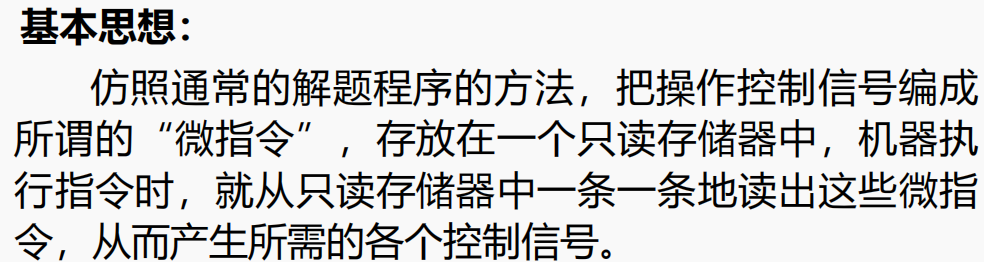 基本思想：
仿照通常的解题程序的方法，把操作控制信号编成
所谓的“微指令”，存放在一个只读存储器中，机器执
行指令时，就从只读存储器中一条一条地读出这些微指
令，从而产生所需的各个控制信号。